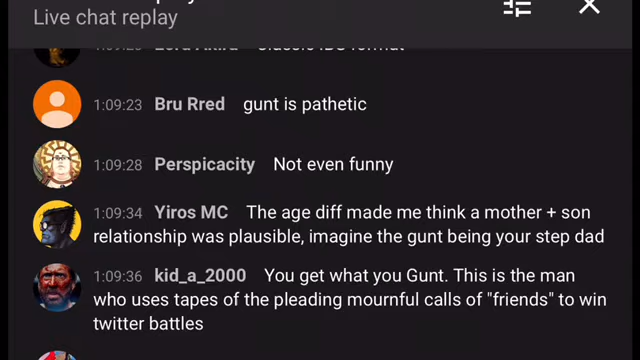 Live chat replay
1:09:23 Bru Rred gunt is pathetic
1:09:28 Perspicacity Not even funny
1:09:34 Yiros MC The age diff made me think a mother + son
relationship was plausible, imagine the gunt being your step dad
1:09:36 kid_a_2000 You get what you Gunt. This is the man
who uses tapes of the pleading mournful calls of "friends" to win
twitter battles